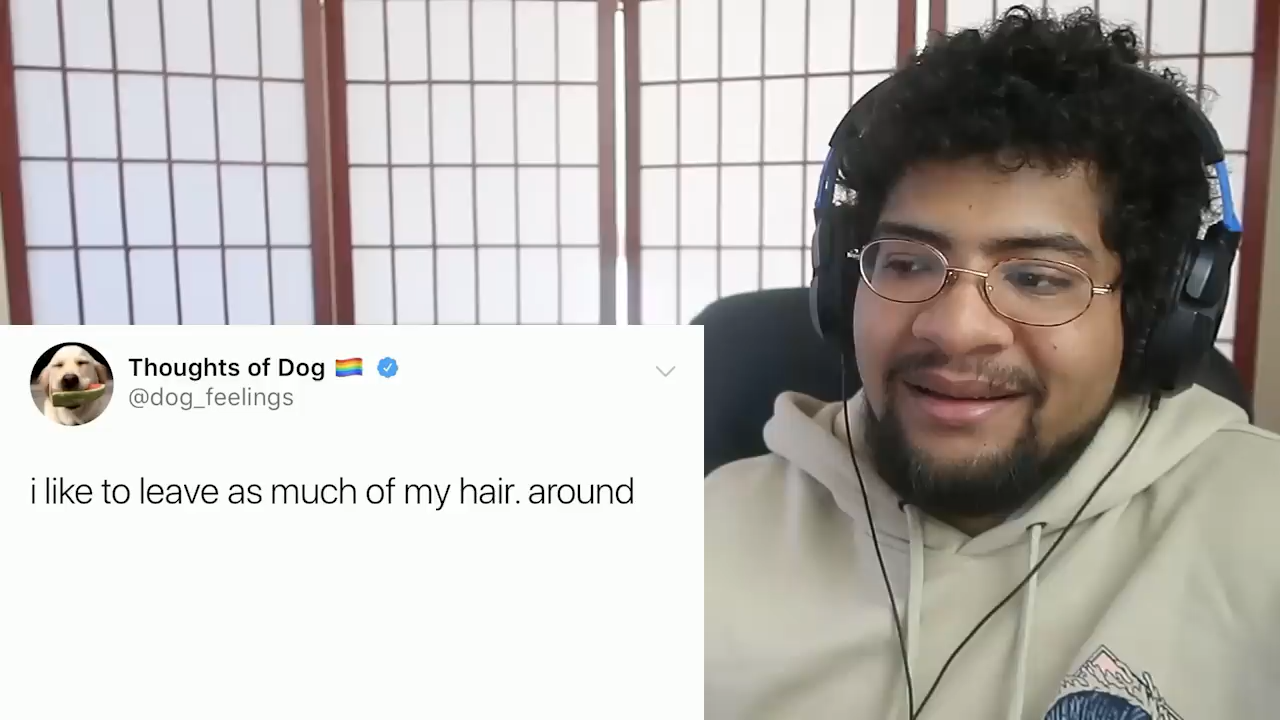 Thoughts of Dog 🏳️‍🌈
@dog_feelings
i like to leave as much of my hair. around